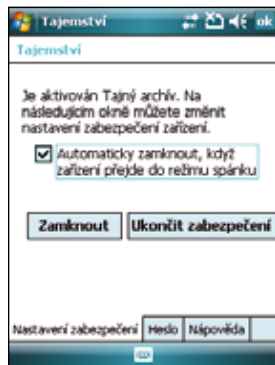 Tajemství ok
Tajemství
Je aktivován Tajný archív. Na
následujícím okně můžete změnit
nastavení zabezpečení zařízení.
Automaticky zamknout, když
zařízení přejde do režimu spánku
Zamknout Ukončit zabezpečení
Nastavení zabezpečení Heslo Nápověda